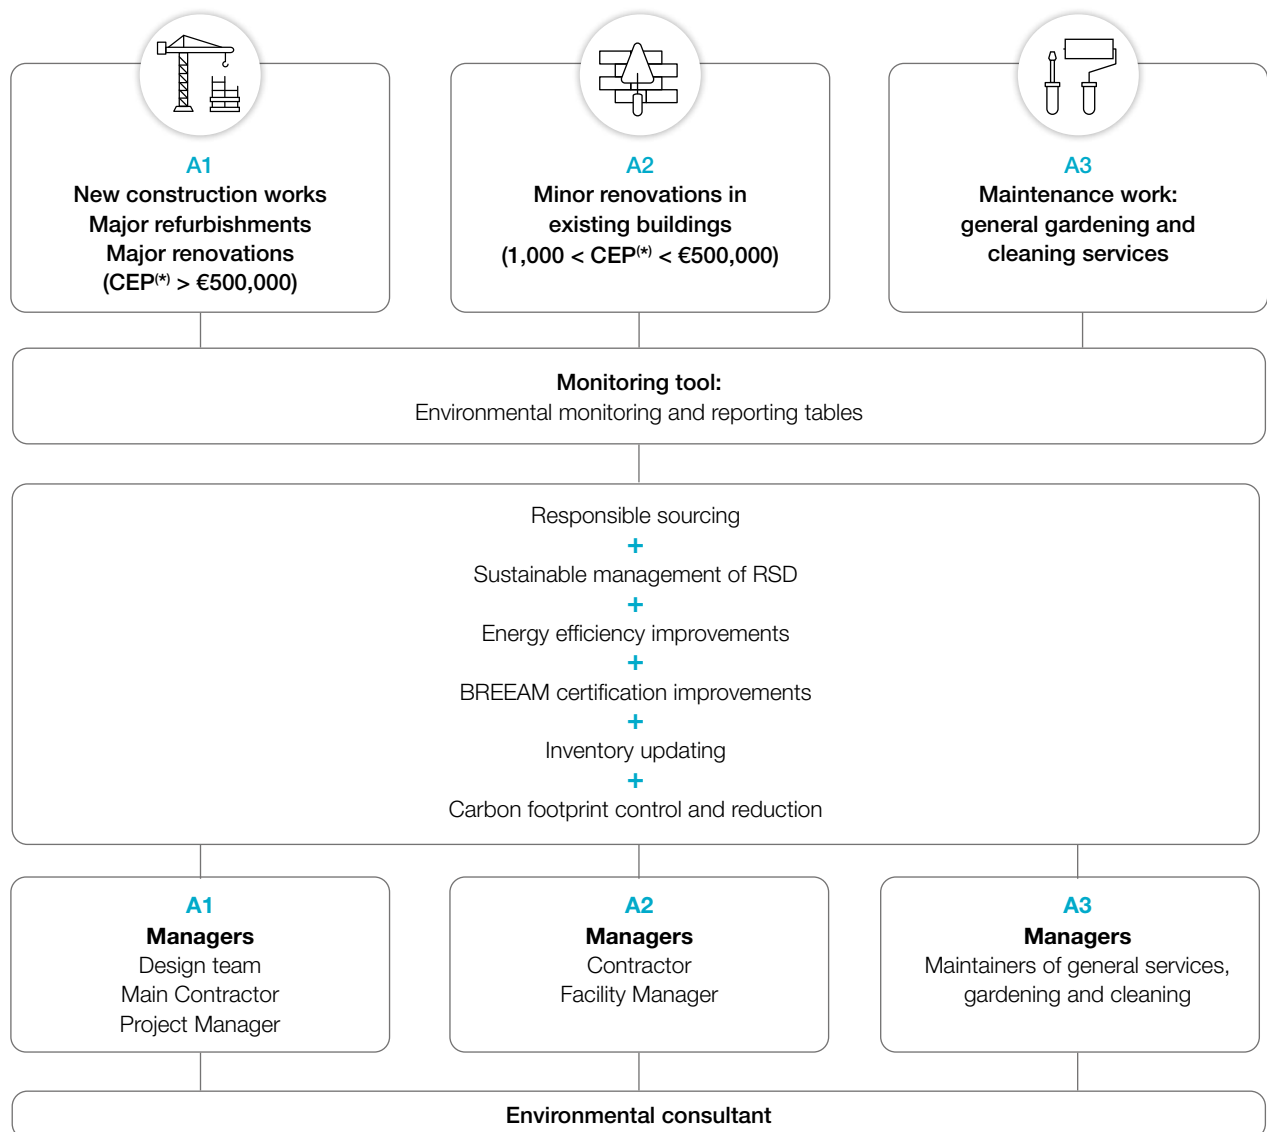 A1
New construction works
Major refurbishments
Major renovations
(CEP(*) > €500,000)
A2
Minor renovations in
existing buildings
(1,000 < CEP(*) < €500,000)
A3
Maintenance work:
general gardening and
cleaning services
Monitoring tool:
Environmental monitoring and reporting tables
Responsible sourcing
+
Sustainable management of RSD
+
Energy efficiency improvements
+
BREEAM certification improvements
+
Inventory updating
+
Carbon footprint control and reduction
A1
Managers
Design team
Main Contractor
Project Manager
A2
Managers
Contractor
Facility Manager
A3
Managers
Maintainers of general services,
gardening and cleaning
Environmental consultant